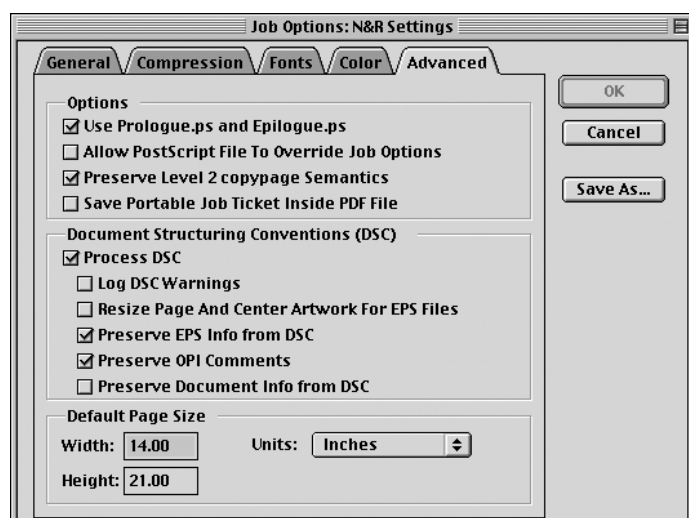 Job Options: N&R Settings
General Compression Fonts Color Advanced
Options
Use Prologue.ps and Epilogue.ps
Allow PostScript File To Override Job Options
Preserve Level 2 copypage Semantics
Save Portable Job Ticket Inside PDF File
Document Structuring Conventions (DSC)
Process DSC
Log DSC Warnings
Resize Page And Center Artwork For EPS Files
Preserve EPS Info from DSC
Preserve OPI Comments
Preserve Document Info from DSC
Default Page Size
Width: 14.00 Units: Inches
Height: 21.00
OK
Cancel
Save As...